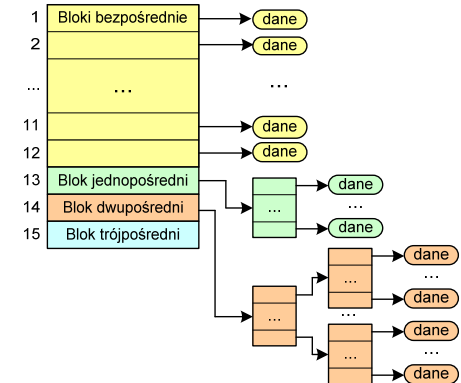 1 Bloki bezpośrednie dane
2 dane
... ... ...
11 dane
12 dane
13 Blok jednopośredni dane
14 Blok dwupośredni ... ...
15 Blok trójpośredni dane
dane
... ...
... dane
...
dane
... ...
dane